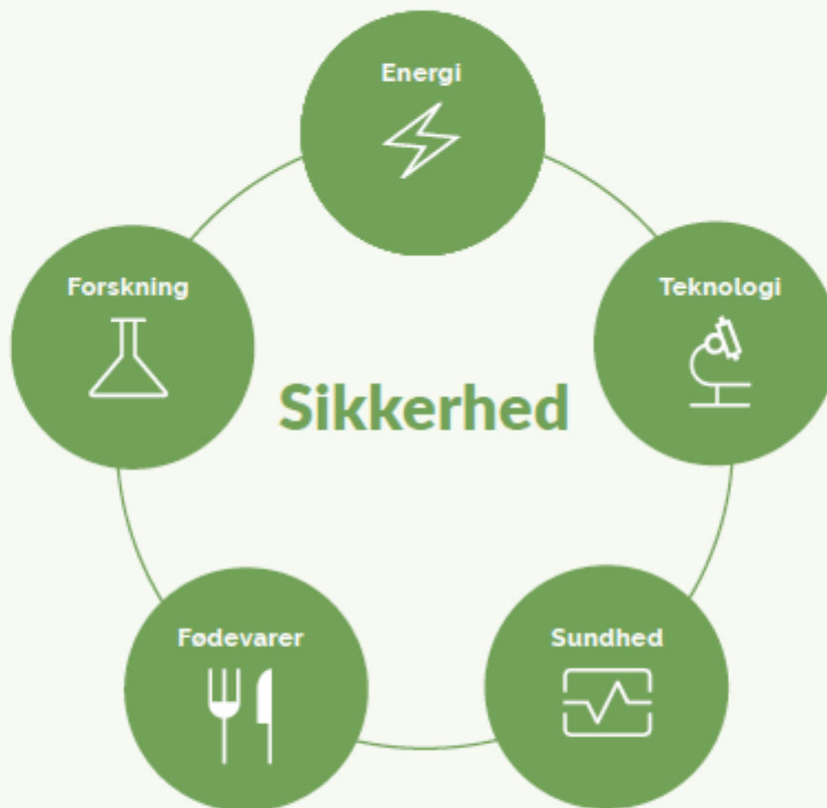 Energi
Forskning
Teknologi
Sikkerhed
Fødevarer
Sundhed